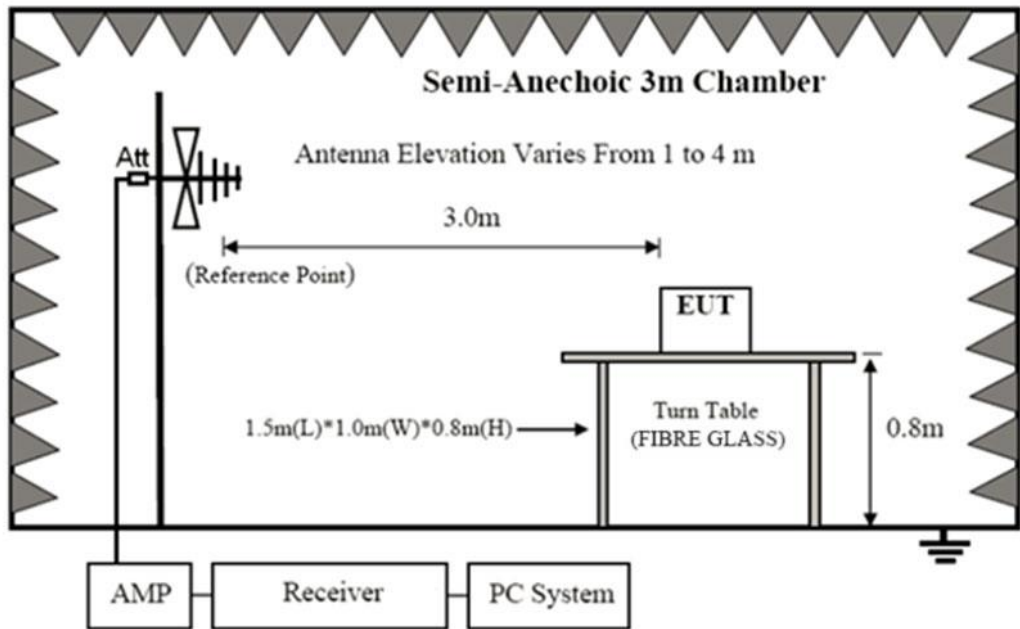 Semi-Anechoic 3m Chamber
Att
Antenna Elevation Varies From 1 to 4 m
3.0m
(Reference Point)
EUT
1.5m(L)*1.0m(W)*0.8m(H)
Turn Table
(FIBRE GLASS)
0.8m
AMP
Receiver
PC System